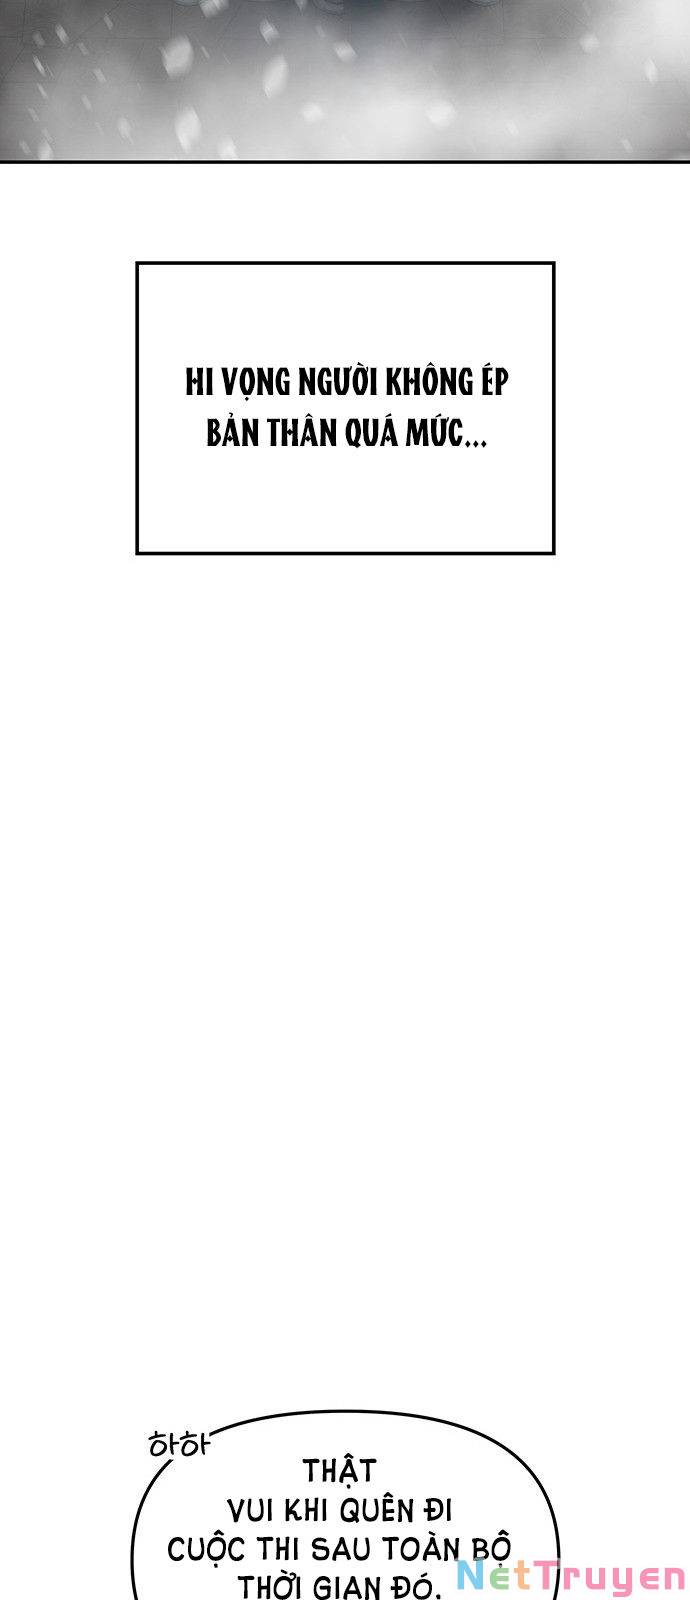 HI VỌNG NGƯỜI KHÔNG ÉP
BẢN THÂN QUÁ MỨC...
하하
THẬT
VUI KHI QUÊN ĐI
CUỘC THI SAU TOÀN BỘ
THỜI GIAN ĐÓ.
NetTruyen